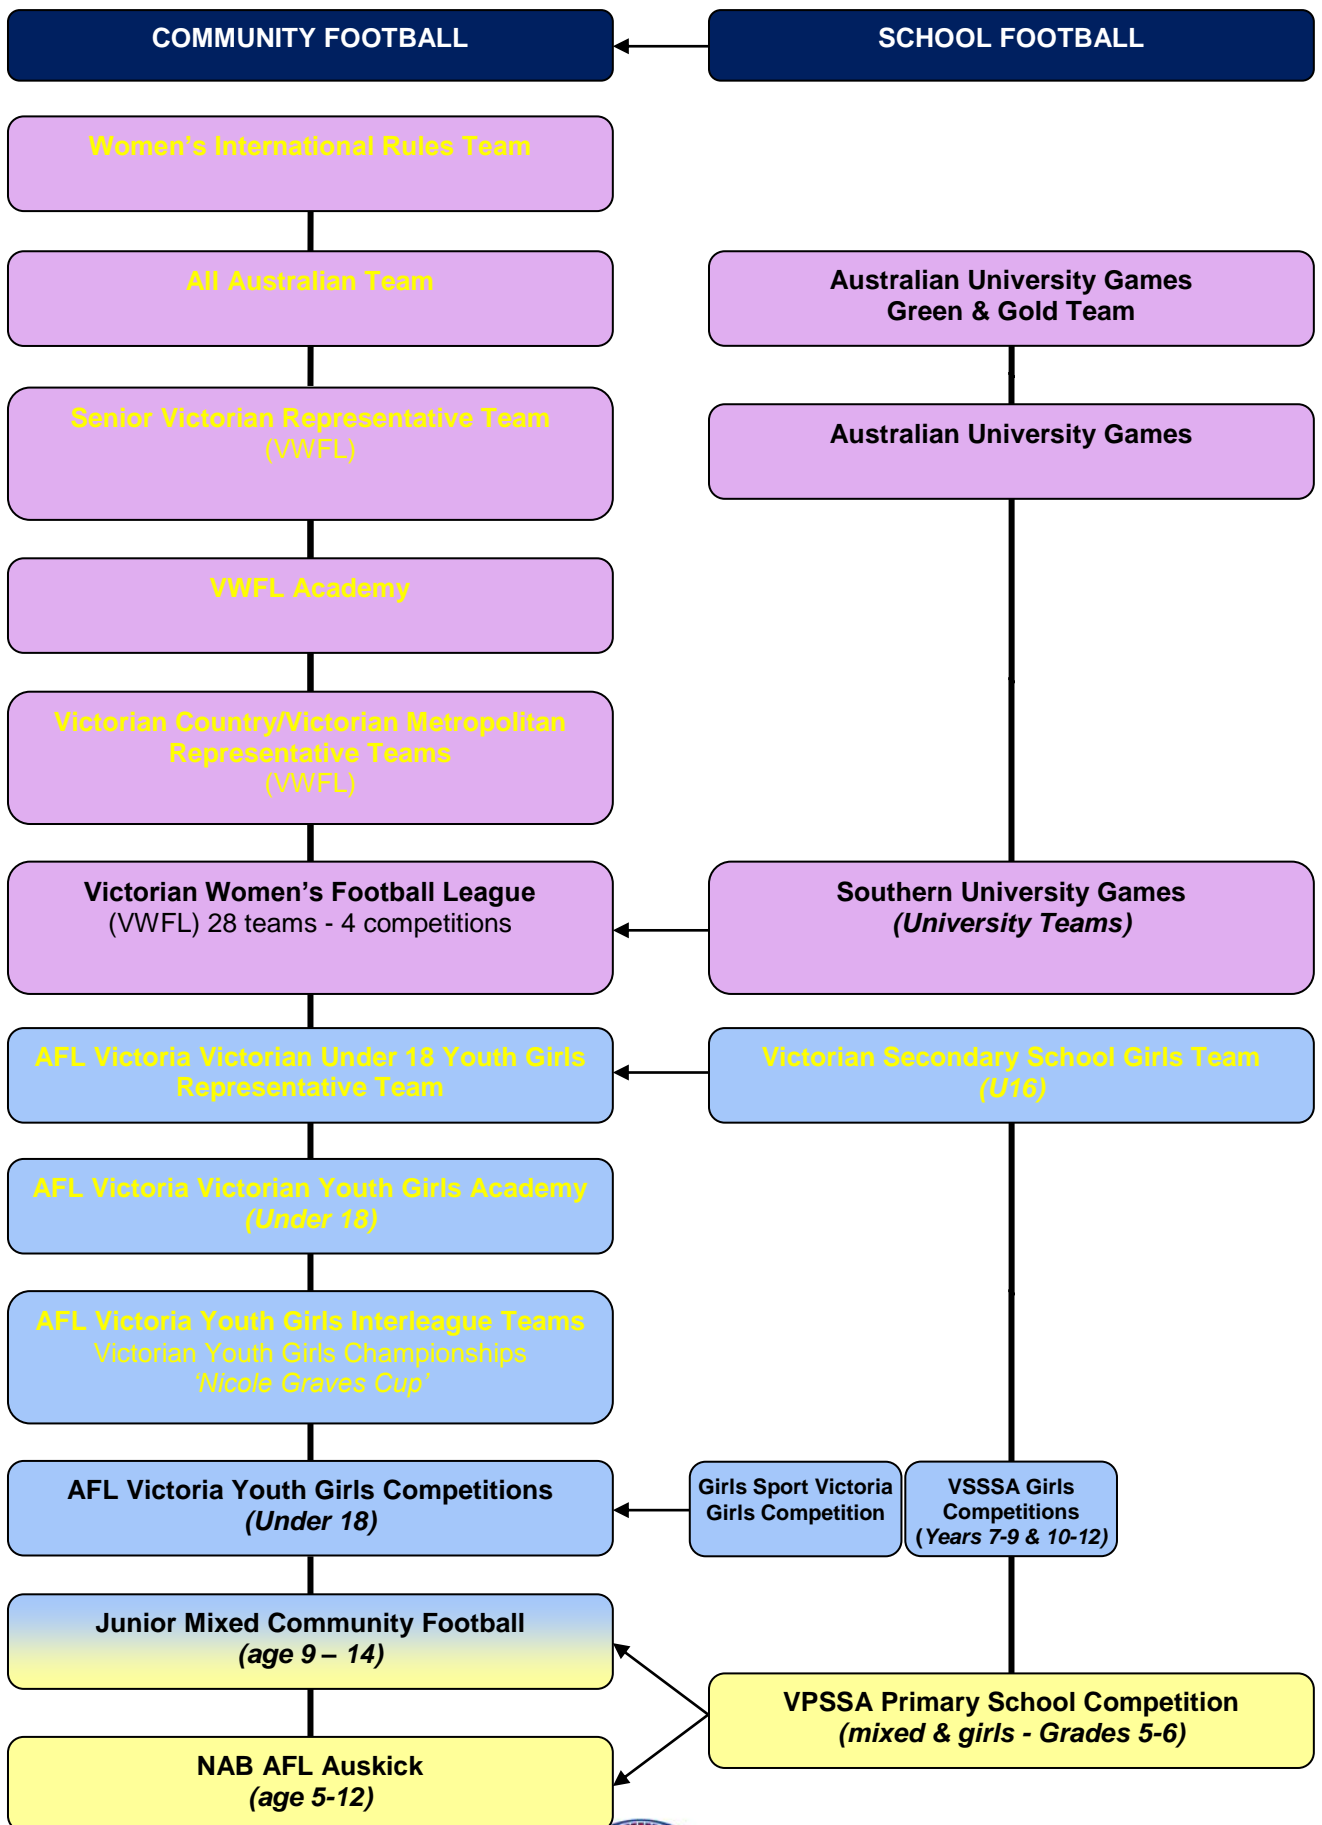 COMMUNITY FOOTBALL
SCHOOL FOOTBALL
Women’s International Rules Team
All Australian Team
Australian University Games
Green & Gold Team
Senior Victorian Representative Team
(VWFL)
Australian University Games
VWFL Academy
Victorian Country/Victorian Metropolitan
Representative Teams
(VWFL)
Victorian Women’s Football League
(VWFL) 28 teams - 4 competitions
Southern University Games
(University Teams)
AFL Victoria Victorian Under 18 Youth Girls
Representative Team
Victorian Secondary School Girls Team
(U16)
AFL Victoria Victorian Youth Girls Academy
(Under 18)
AFL Victoria Youth Girls Interleague Teams
Victorian Youth Girls Championships
‘Nicole Graves Cup’
AFL Victoria Youth Girls Competitions
(Under 18)
Girls Sport Victoria
Girls Competition
VSSSA Girls
Competitions
(Years 7-9 & 10-12)
Junior Mixed Community Football
(age 9 – 14)
VPSSA Primary School Competition
(mixed & girls - Grades 5-6)
NAB AFL Auskick
(age 5-12)